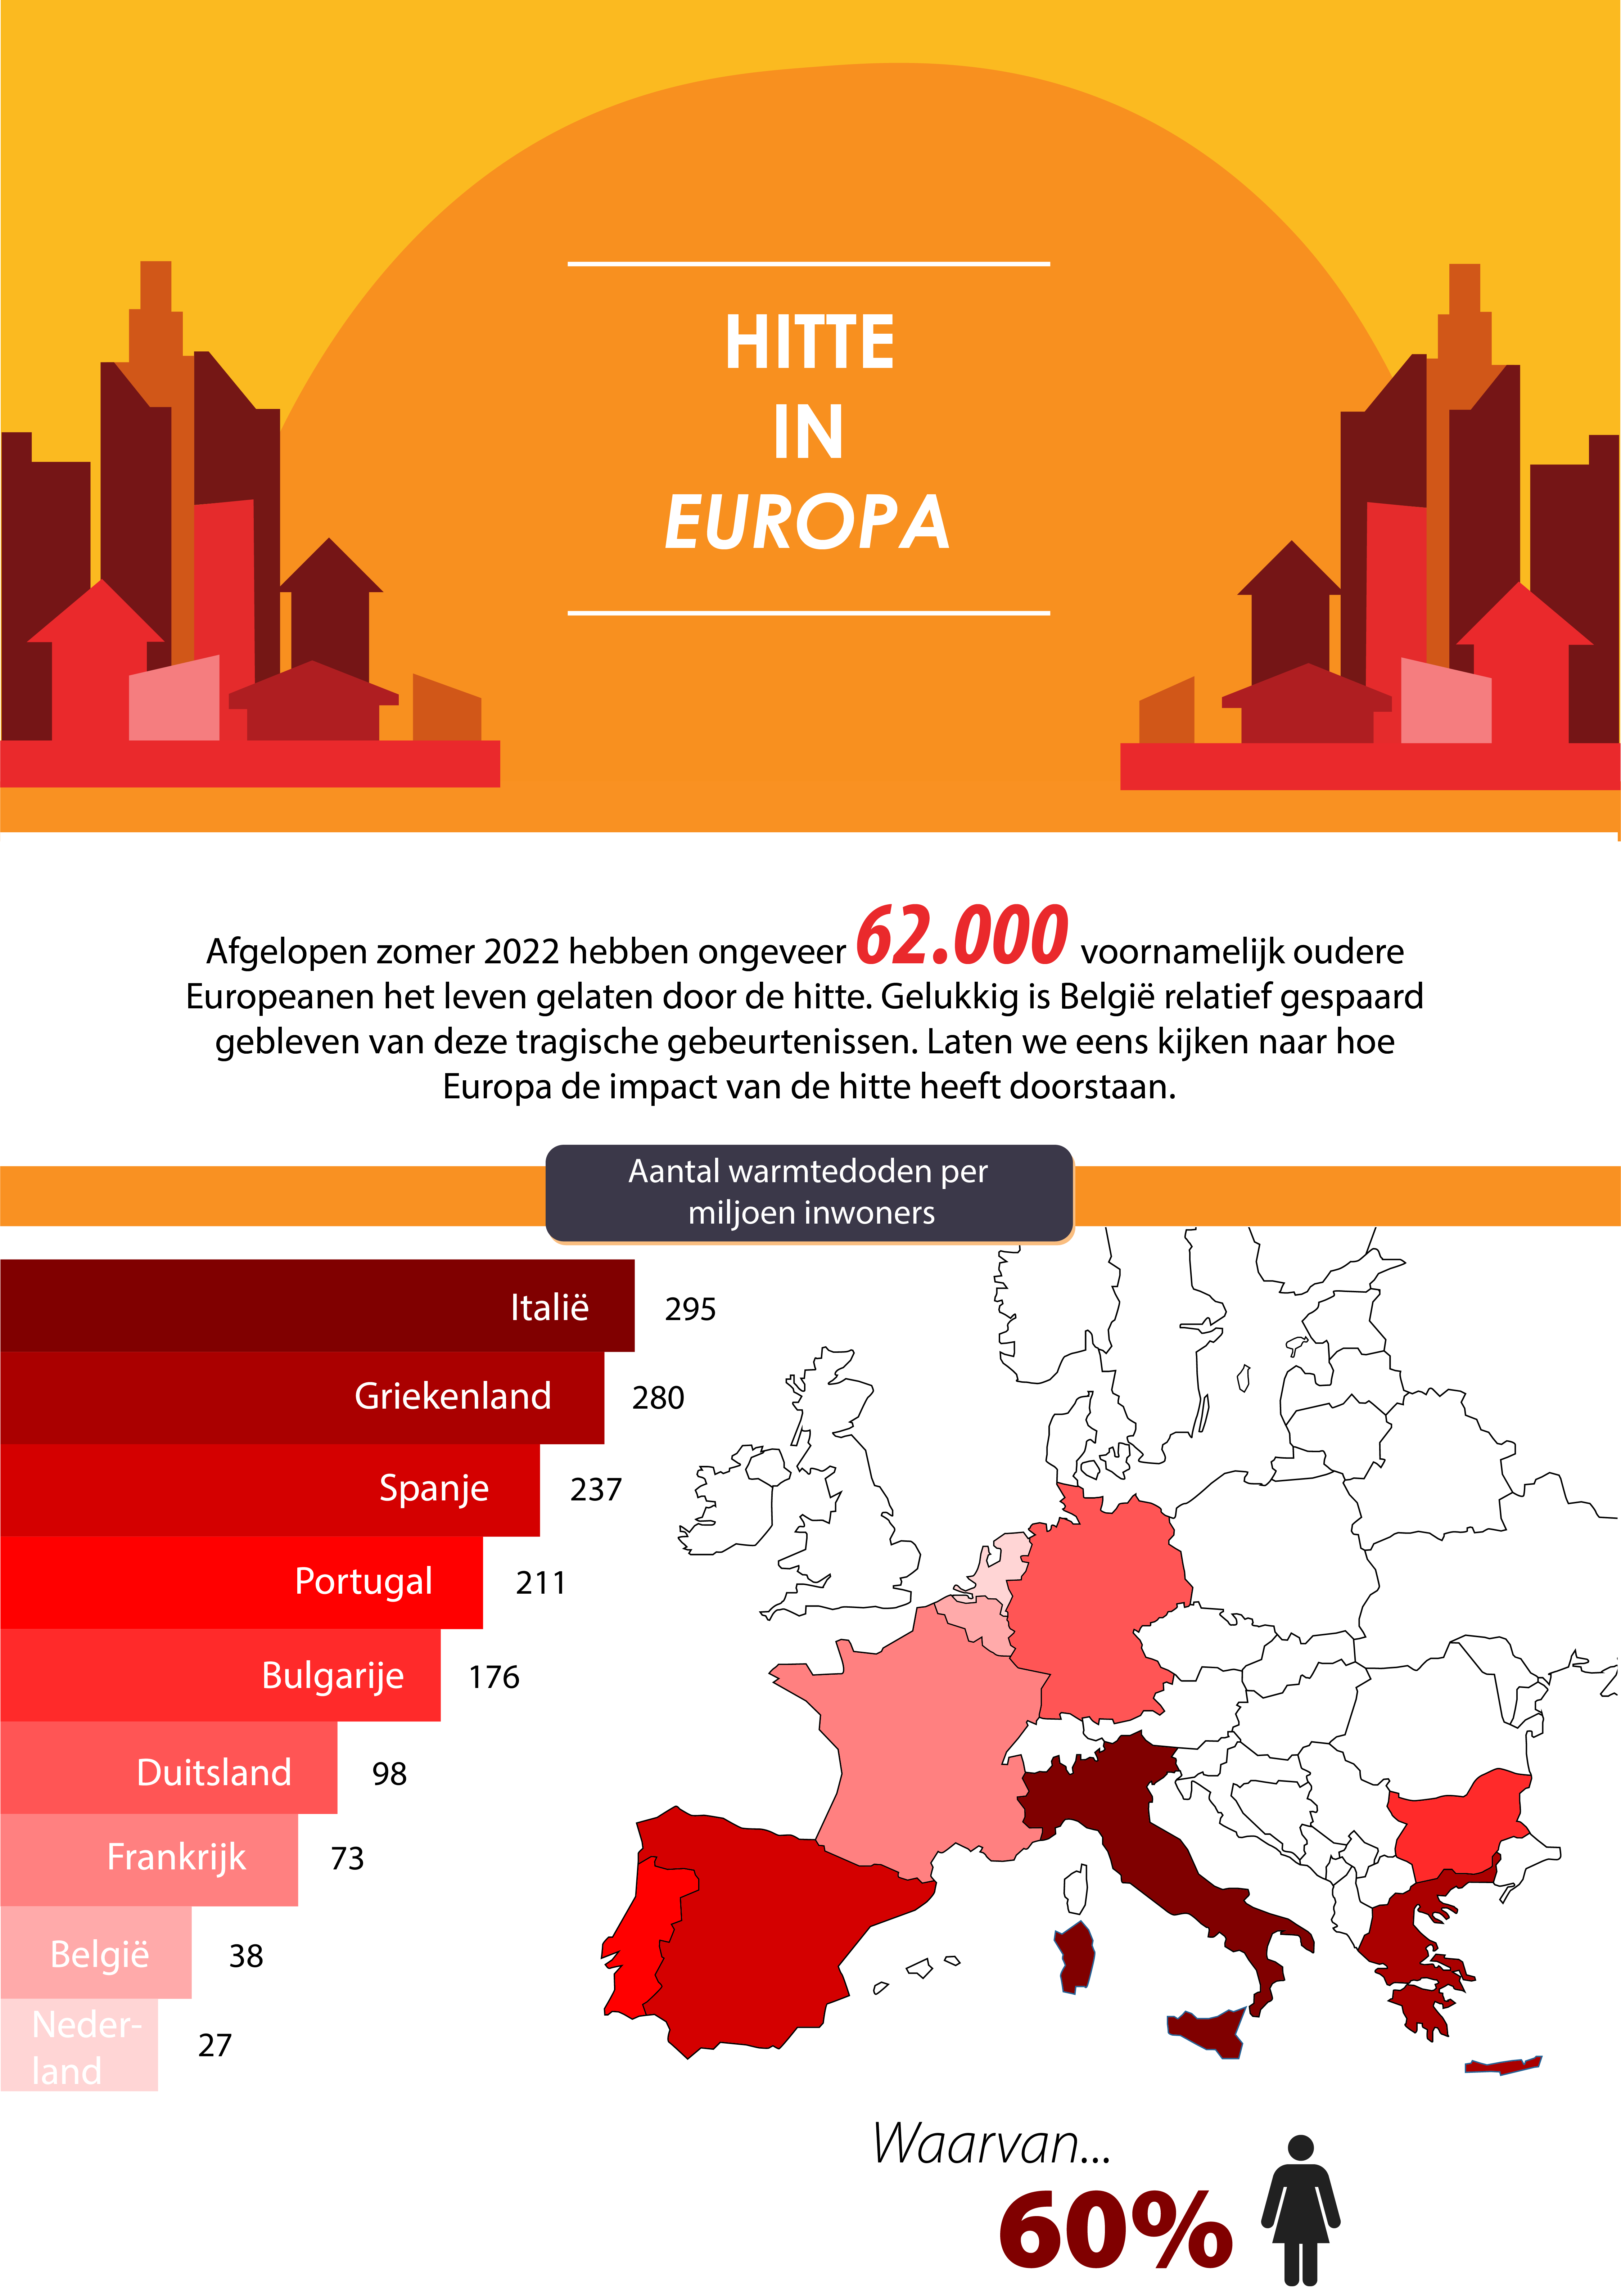 HITTE
IN
EUROPA
Afgelopen zomer 2022 hebben ongeveer 62.000 voornamelijk oudere
Europeanen het leven gelaten door de hitte. Gelukkig is België relatief gespaard
gebleven van deze tragische gebeurtenissen. Laten we eens kijken naar hoe
Europa de impact van de hitte heeft doorstaan.
Aantal warmtedoden per
miljoen inwoners
Italië 295
Griekenland 280
Spanje 237
Portugal 211
Bulgarije 176
Duitsland 98
Frankrijk 73
België 38
Neder-
land 27
Waarvan...
60%